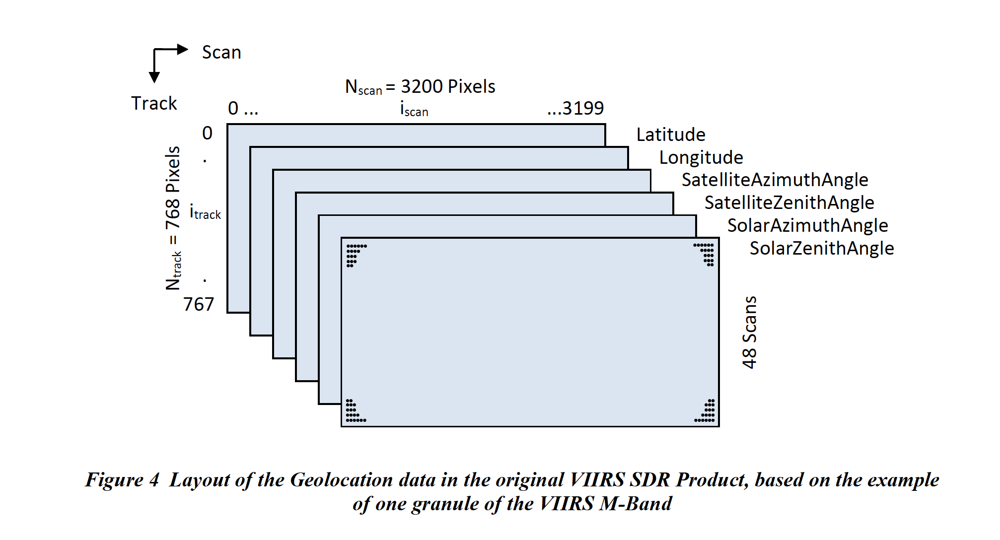 Scan
Track
Nscan = 3200 Pixels
0 ... iscan ...3199
0
.
Ntrack = 768 Pixels
itrack
.
767
Latitude
Longitude
SatelliteAzimuthAngle
SatelliteZenithAngle
SolarAzimuthAngle
SolarZenithAngle
48 Scans
Figure 4 Layout of the Geolocation data in the original VIIRS SDR Product, based on the example
of one granule of the VIIRS M-Band